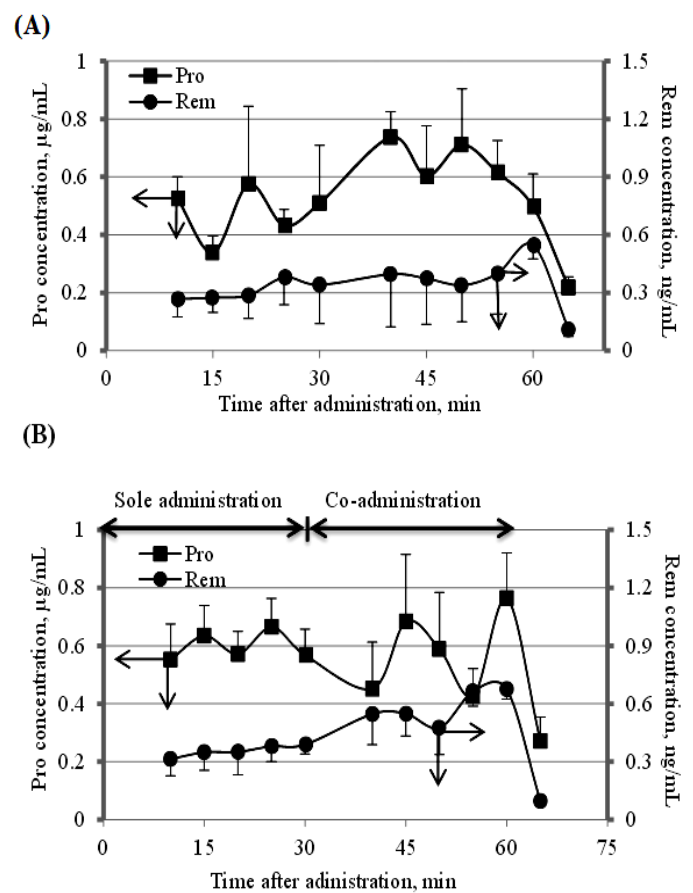 (A)
1
0.8
0.6
0.4
0.2
0
1.5
1.2
0.9
0.6
0.3
0
Pro
Rem
Pro concentration, µg/mL
Rem concentration, ng/mL
0 15 30 45 60
Time after administration, min
(B)
Sole administration Co-administration
1
0.8
0.6
0.4
0.2
0
1.5
1.2
0.9
0.6
0.3
0
Pro
Rem
Pro concentration, µg/mL
Rem concentration, ng/mL
0 15 30 45 60 75
Time after adinistration, min